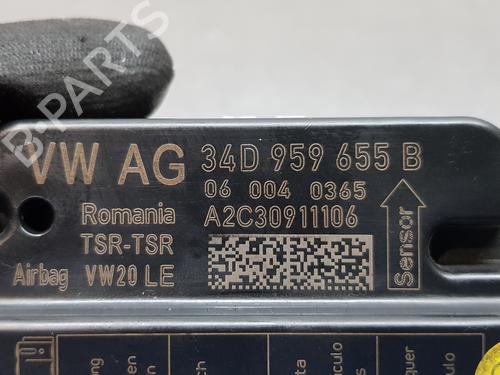 B-PARTS
VW AG 34D 959 655 B
06 004 0365
Romania A2C30911106
TSR-TSR
Airbag VW20 LE
Sensor